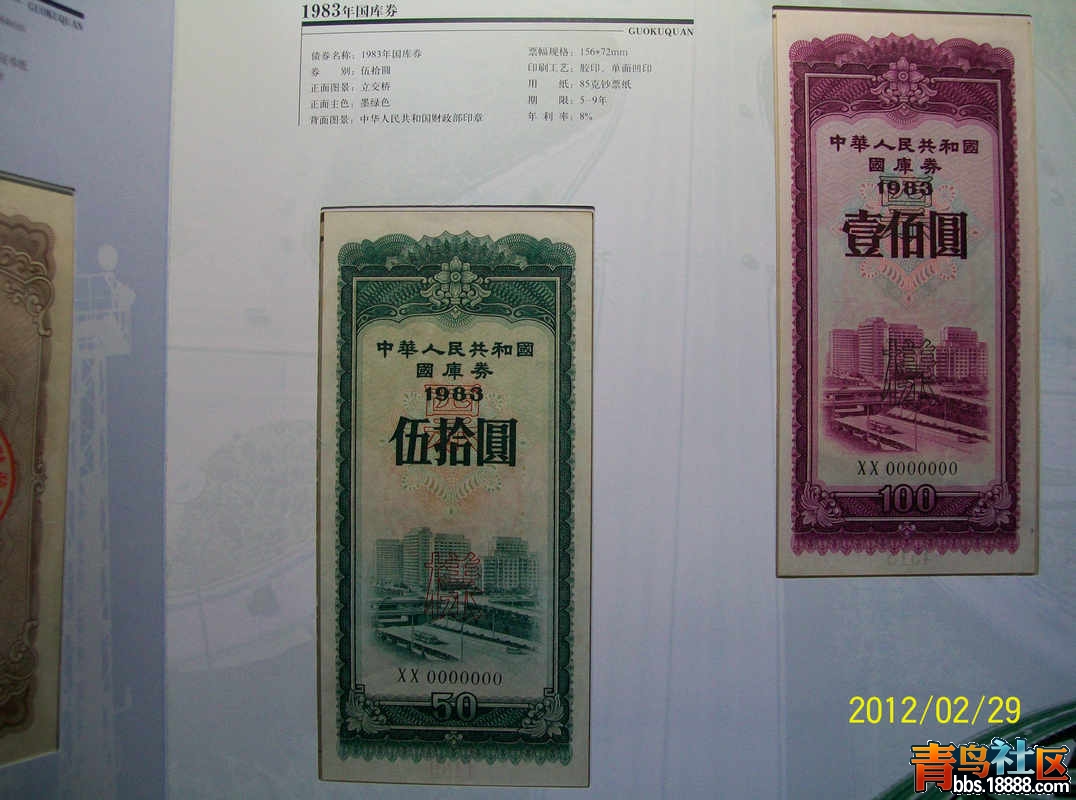 GUOKUQUAN
1983年国库券
GUOKUQUAN
债券名称：1983年国库券
券　　别：伍拾圆
正面图景：立交桥
正面主色：墨绿色
背面图景：中华人民共和国财政部印章
票幅规格：156*72mm
印刷工艺：胶印、单面凹印
用　　纸：85克钞票纸
期　　限：5-9年
年 利 率：8%
中華人民共和國
國庫券
1983
伍拾圓
樣
XX 0000000
50
中華人民共和國
國庫券
1983
壹佰圓
樣
XX 0000000
100
2012/02/29
青鸟社区
bbs.18888.com